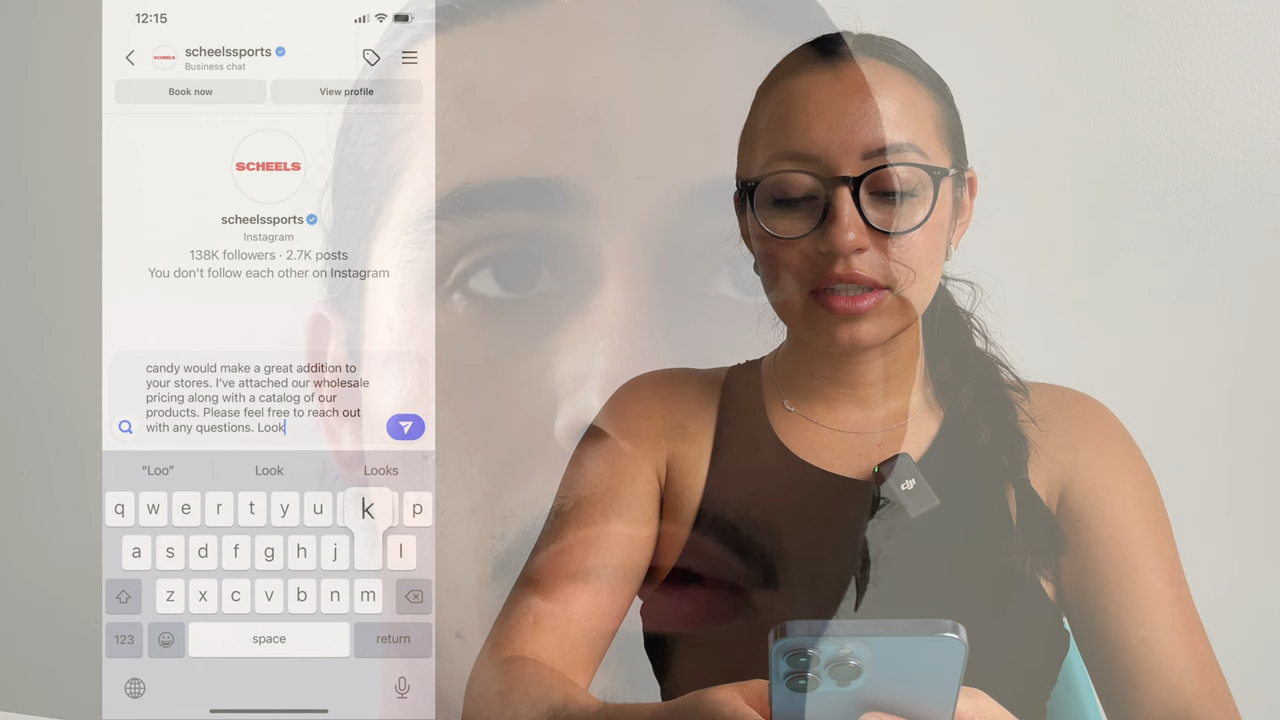 12:15
scheelssports
Business chat
SCHEELS
Book now
View profile
SCHEELS
scheelssports
Instagram
138K followers · 2.7K posts
You don't follow each other on Instagram
candy would make a great addition to
your stores. I've attached our wholesale
pricing along with a catalog of our
products. Please feel free to reach out
with any questions. Look
“Loo” Look Looks
q w e r t y u k p
a s d f g h j l
z x c v b n m
123 space return
dji